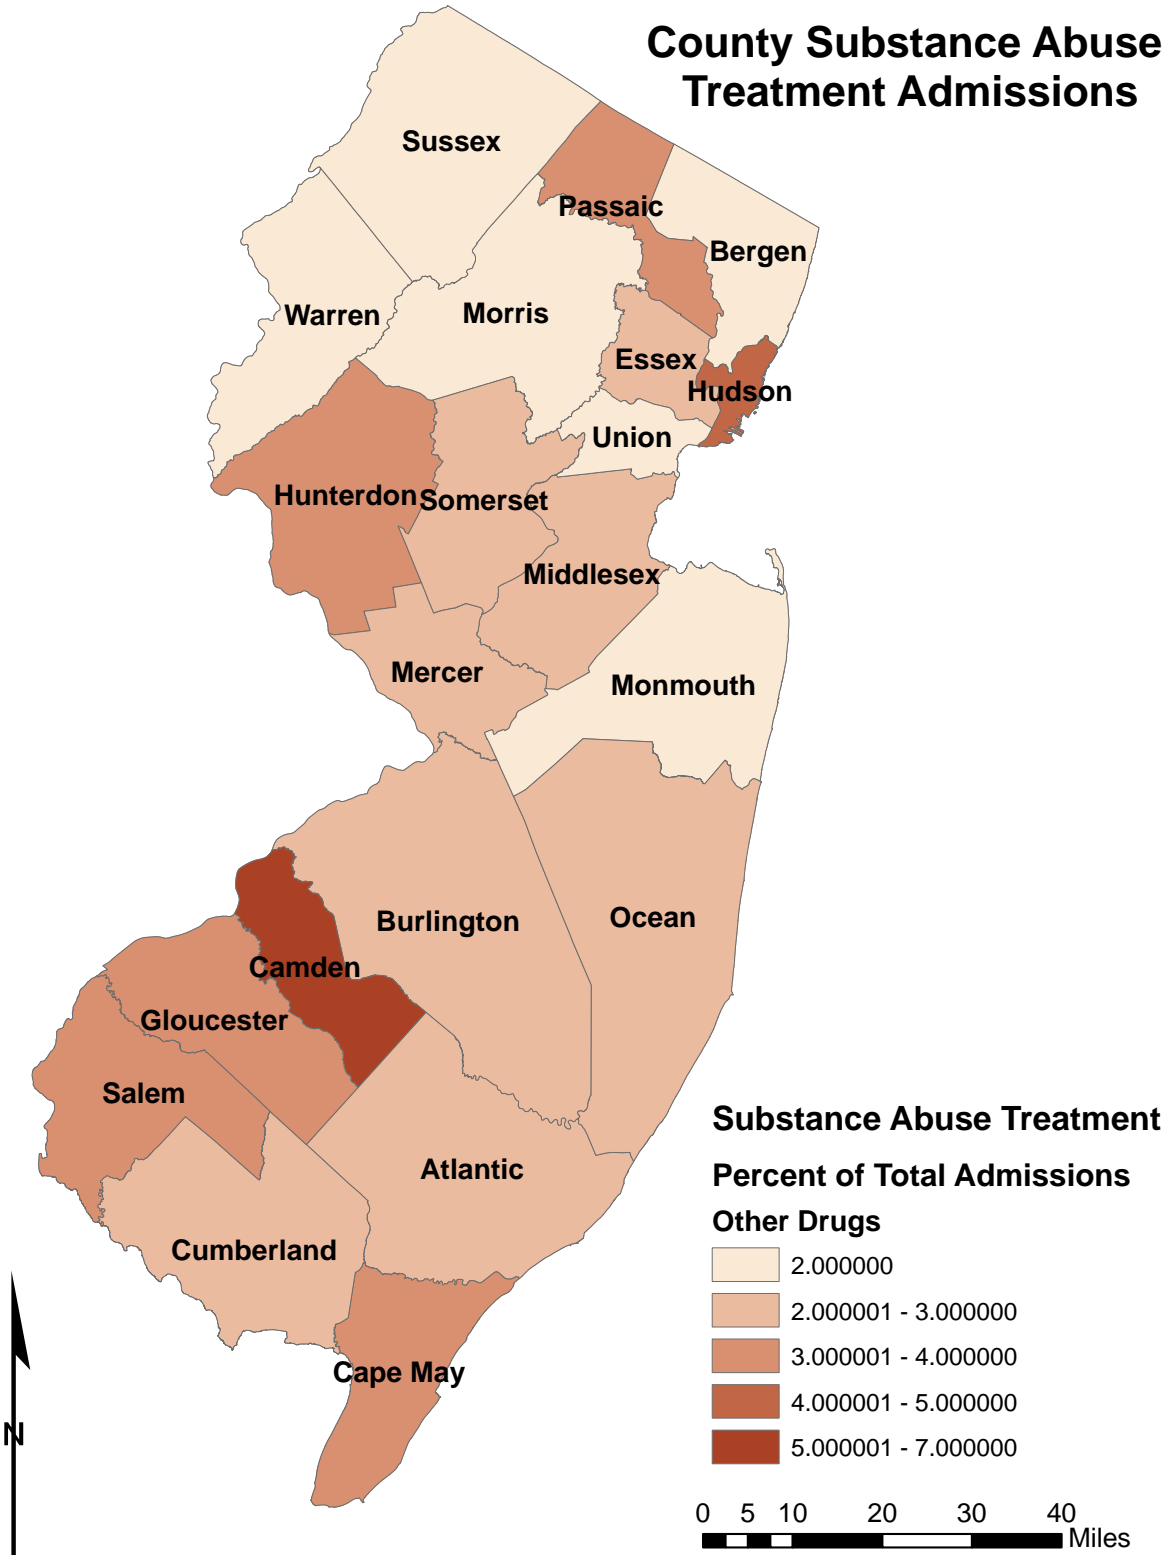 County Substance Abuse
Treatment Admissions
Sussex
Passaic
Bergen
Warren
Morris
Essex
Hudson
Union
Hunterdon
Somerset
Middlesex
Mercer
Monmouth
Burlington
Ocean
Camden
Gloucester
Salem
Atlantic
Cumberland
Cape May
Substance Abuse Treatment
Percent of Total Admissions
Other Drugs
2.000000
2.000001 - 3.000000
3.000001 - 4.000000
4.000001 - 5.000000
5.000001 - 7.000000
N
0 5 10 20 30 40
Miles